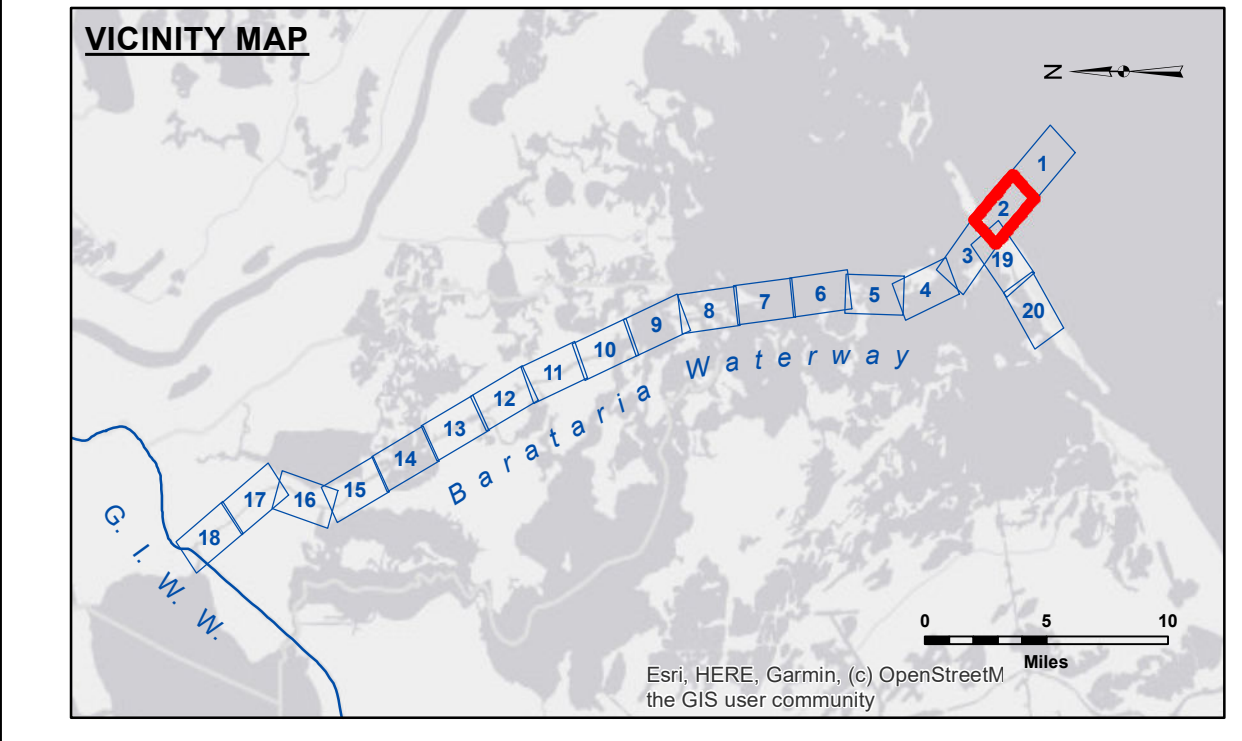 VICINITY MAP
N
1
2
3
19
4
5
6
7
8
20
9
10
11
12
13
14
15
16
17
18
Barataria Waterway
G. I. W. W.
0 5 10
Miles
Esri, HERE, Garmin, (c) OpenStreetM
the GIS user community